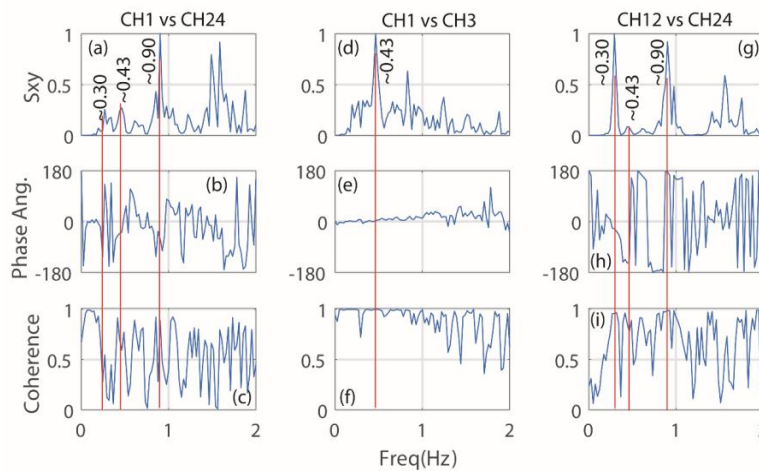 CH1 vs CH24
CH1 vs CH3
CH12 vs CH24
Sxy
1
0.5
0
(a)
~0.30
~0.43
~0.90
(d)
~0.43
~0.30
~0.43
~0.90
(g)
Phase Ang.
180
0
-180
(b)
(e)
180
0
-180
(h)
Coherence
1
0.5
0
(c)
(f)
1
0.5
0
(i)
0
1
2
0
1
2
0
1
2
Freq(Hz)
1
0.5
0
1
0.5
0
180
0
-180
1
0.5
0